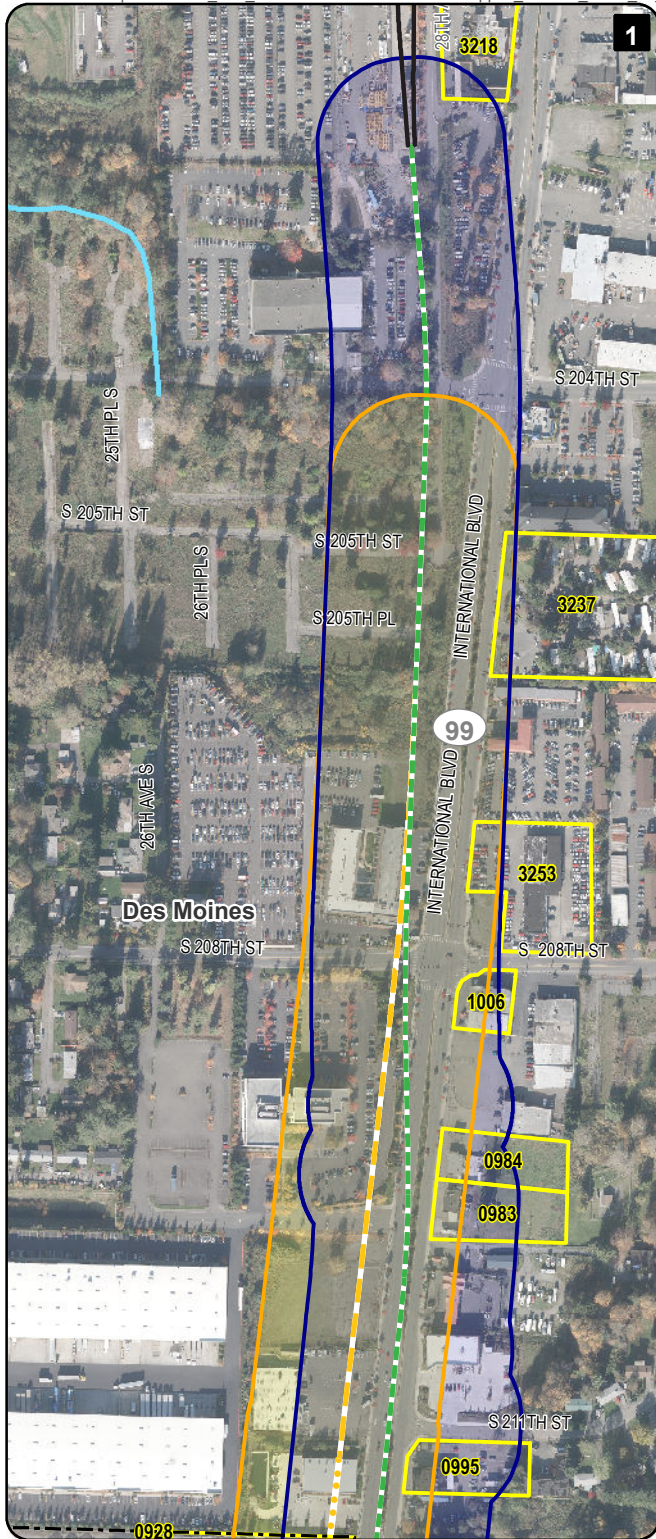 1
28TH
3218
S 204TH ST
25TH PL S
S 205TH ST
S 205TH ST
26TH PL S
INTERNATIONAL BLVD
3237
S 205TH PL
99
26TH AVE S
INTERNATIONAL BLVD
3253
Des Moines
S 208TH ST
S 208TH ST
1006
0984
0983
S 211TH ST
0995
0928